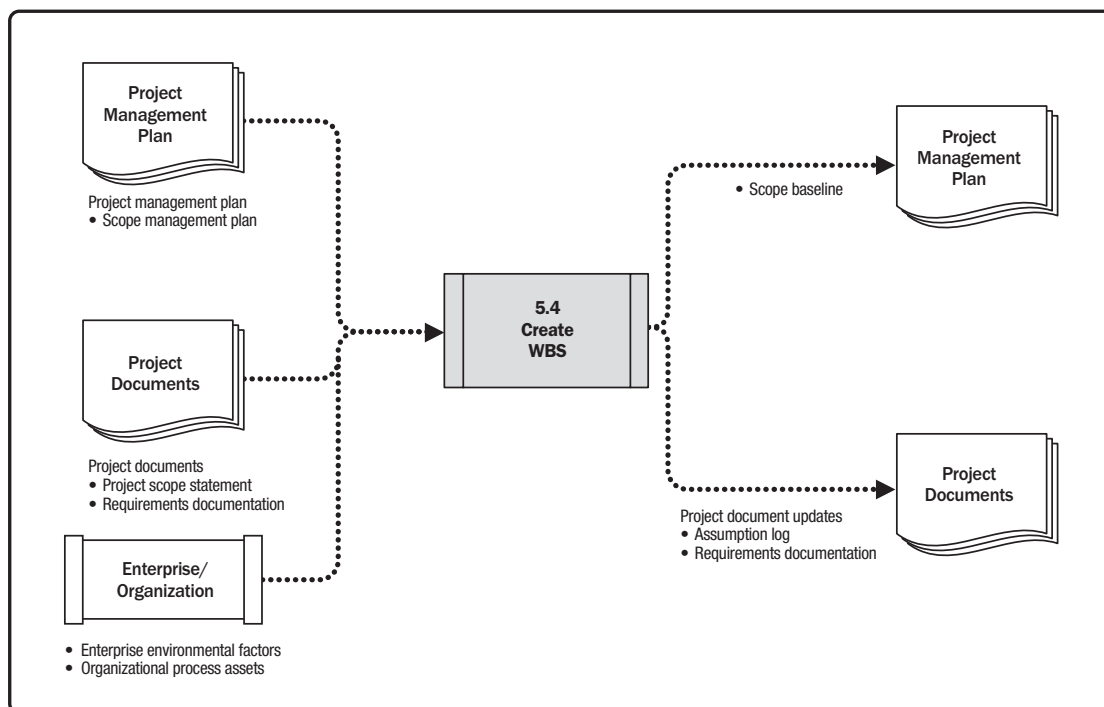 Project
Management
Plan
Project management plan
• Scope management plan
Project
Documents
Project documents
• Project scope statement
• Requirements documentation
Enterprise/
Organization
• Enterprise environmental factors
• Organizational process assets
5.4
Create
WBS
• Scope baseline
Project
Management
Plan
Project document updates
• Assumption log
• Requirements documentation
Project
Documents